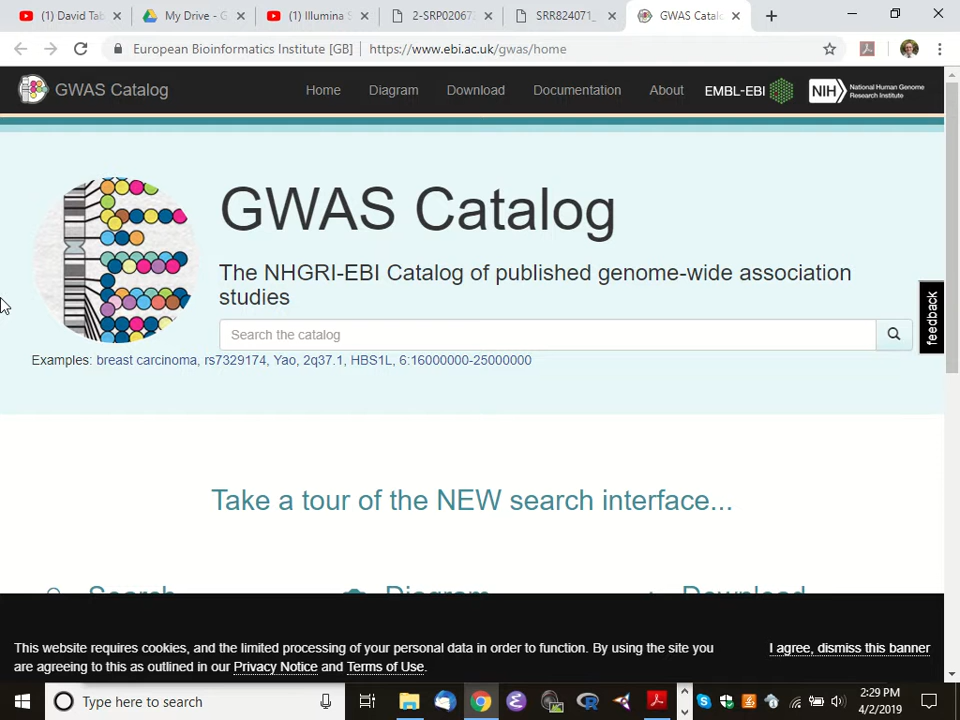 (1) David Tab
My Drive - G
(1) Illumina S
2-SRP02067
SRR824071_
GWAS Catal
European Bioinformatics Institute [GB]
https://www.ebi.ac.uk/gwas/home
GWAS Catalog
Home
Diagram
Download
Documentation
About
EMBL-EBI
NIH
National Human Genome
Research Institute
GWAS Catalog
The NHGRI-EBI Catalog of published genome-wide association
studies
Search the catalog
Examples: breast carcinoma, rs7329174, Yao, 2q37.1, HBS1L, 6:16000000-25000000
feedback
Take a tour of the NEW search interface...
Search
Diagram
Download
This website requires cookies, and the limited processing of your personal data in order to function. By using the site you
are agreeing to this as outlined in our Privacy Notice and Terms of Use.
I agree, dismiss this banner
Type here to search
2:29 PM
4/2/2019